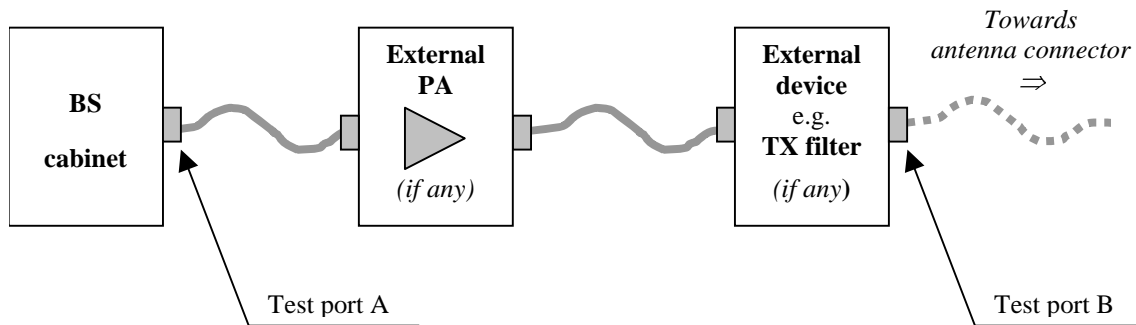 BS
cabinet
External
PA
(if any)
External
device
e.g.
TX filter
(if any)
Towards
antenna connector
⇒
Test port A
Test port B